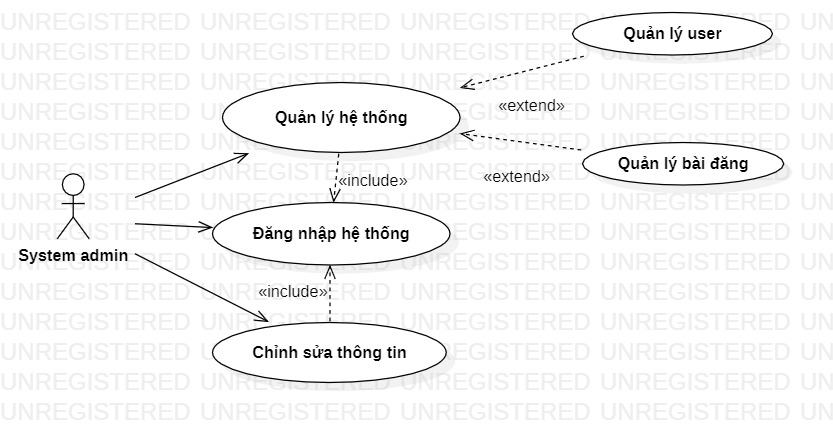 Quản lý user
«extend»
Quản lý hệ thống
«extend»
Quản lý bài đăng
«include»
Đăng nhập hệ thống
System admin
«include»
Chỉnh sửa thông tin
UNREGISTERED UNREGISTERED UNREGISTERED UNREGISTERED UN